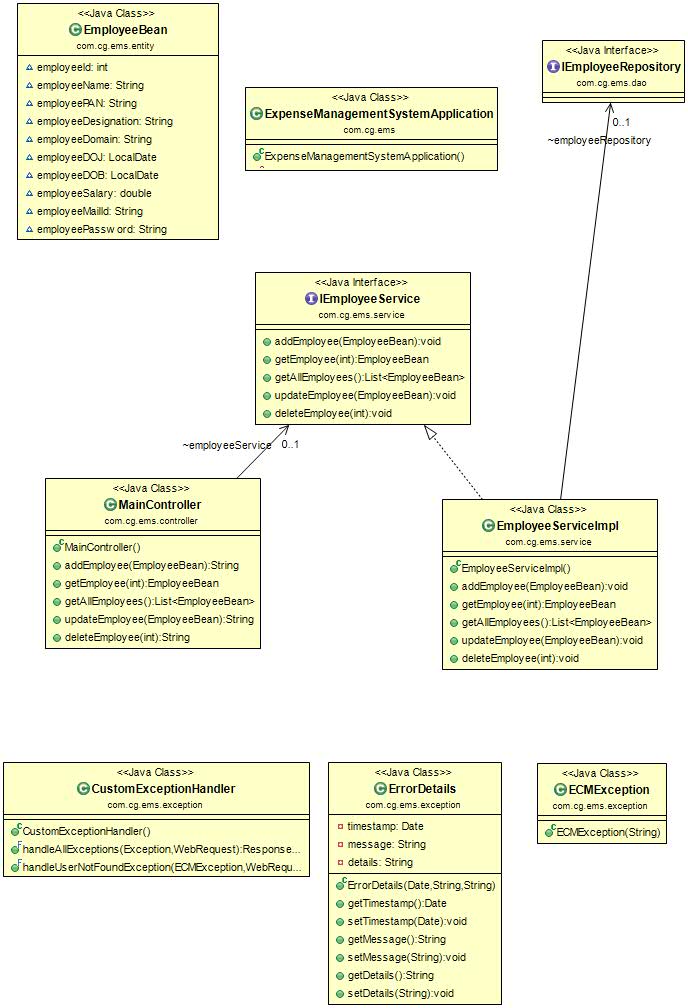 <<Java Class>>
EmployeeBean
com.cg.ems.entity
employeeId: int
employeeName: String
employeePAN: String
employeeDesignation: String
employeeDomain: String
employeeDOJ: LocalDate
employeeDOB: LocalDate
employeeSalary: double
employeeMailId: String
employeePassword: String
<<Java Class>>
ExpenseManagementSystemApplication
com.cg.ems
ExpenseManagementSystemApplication()
<<Java Interface>>
IEmployeeRepository
com.cg.ems.dao
0..1
~employeeRepository
<<Java Interface>>
IEmployeeService
com.cg.ems.service
addEmployee(EmployeeBean):void
getEmployee(int):EmployeeBean
getAllEmployees():List<EmployeeBean>
updateEmployee(EmployeeBean):void
deleteEmployee(int):void
~employeeService 0..1
<<Java Class>>
MainController
com.cg.ems.controller
MainController()
addEmployee(EmployeeBean):String
getEmployee(int):EmployeeBean
getAllEmployees():List<EmployeeBean>
updateEmployee(EmployeeBean):String
deleteEmployee(int):String
<<Java Class>>
EmployeeServiceImpl
com.cg.ems.service
EmployeeServiceImpl()
addEmployee(EmployeeBean):void
getEmployee(int):EmployeeBean
getAllEmployees():List<EmployeeBean>
updateEmployee(EmployeeBean):void
deleteEmployee(int):void
<<Java Class>>
CustomExceptionHandler
com.cg.ems.exception
CustomExceptionHandler()
handleAllExceptions(Exception,WebRequest):Response...
handleUserNotFoundException(ECMException,WebRequ...
<<Java Class>>
ErrorDetails
com.cg.ems.exception
timestamp: Date
message: String
details: String
ErrorDetails(Date,String,String)
getTimestamp():Date
setTimestamp(Date):void
getMessage():String
setMessage(String):void
getDetails():String
setDetails(String):void
<<Java Class>>
ECMException
com.cg.ems.exception
ECMException(String)